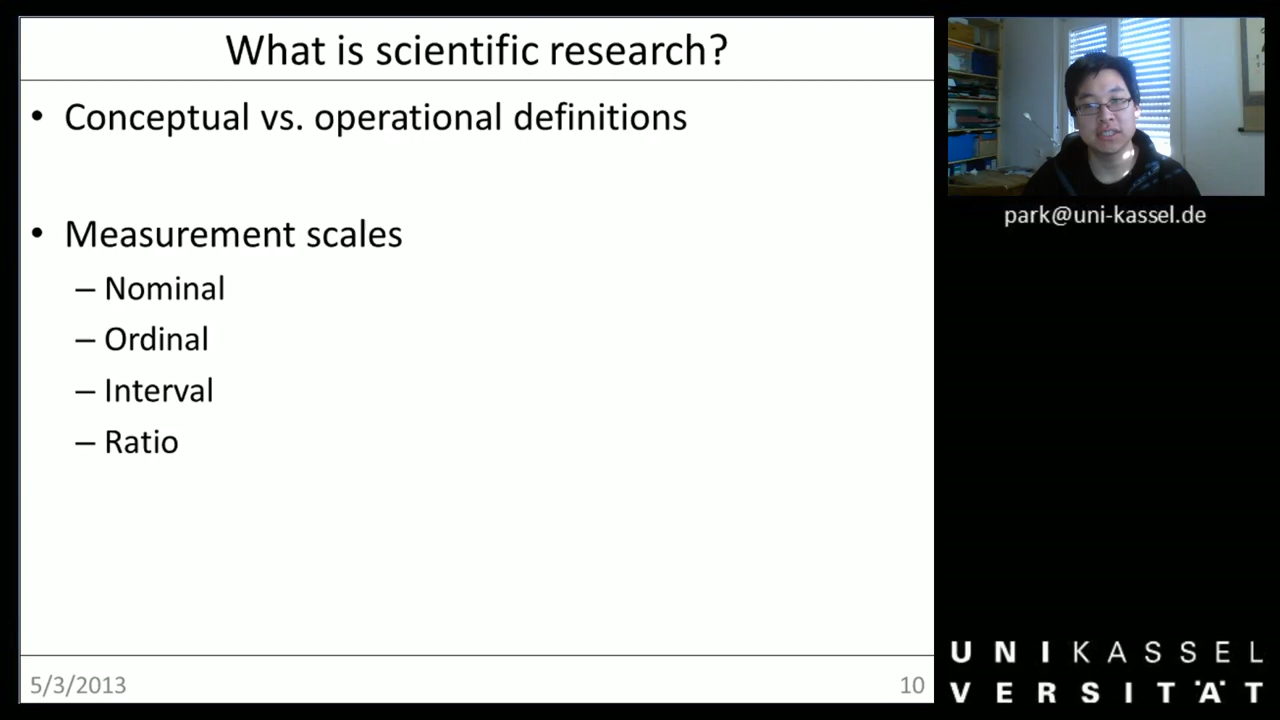 What is scientific research?
• Conceptual vs. operational definitions
• Measurement scales
– Nominal
– Ordinal
– Interval
– Ratio
5/3/2013
10
park@uni-kassel.de
UNIKASSEL
VERSITÄT